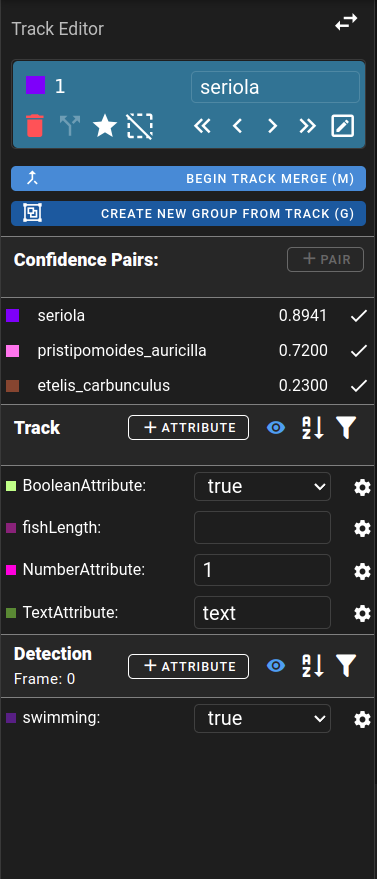 Track Editor
1 seriola
BEGIN TRACK MERGE (M)
CREATE NEW GROUP FROM TRACK (G)
Confidence Pairs: + PAIR
seriola 0.8941
pristipomoides_auricilla 0.7200
etelis_carbunculus 0.2300
Track + ATTRIBUTE A Z
BooleanAttribute: true
fishLength:
NumberAttribute: 1
TextAttribute: text
Detection + ATTRIBUTE A Z
Frame: 0
swimming: true